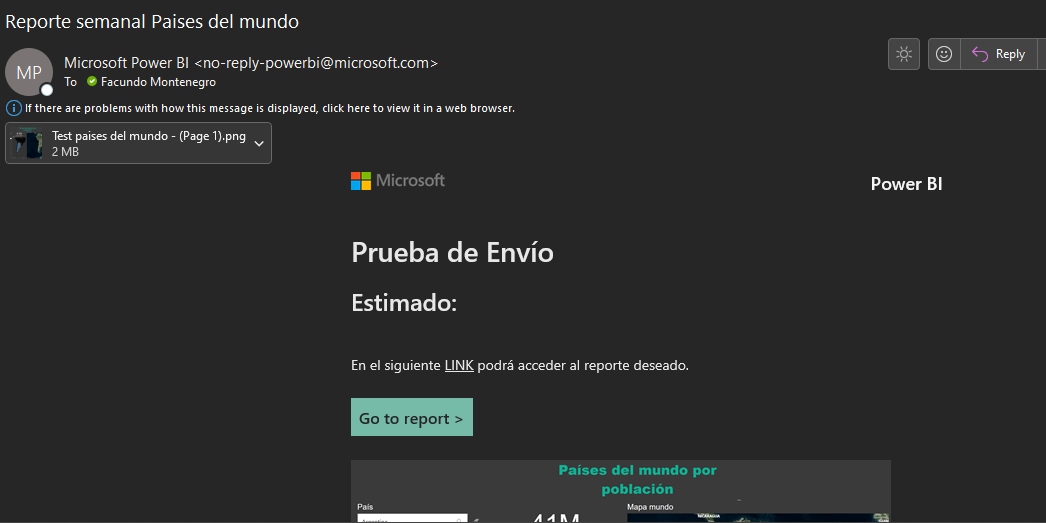 Reporte semanal Paises del mundo
MP
Microsoft Power BI <no-reply-powerbi@microsoft.com>
To Facundo Montenegro
Reply
If there are problems with how this message is displayed, click here to view it in a web browser.
Test paises del mundo - (Page 1).png
2 MB
Microsoft
Power BI
Prueba de Envío
Estimado:
En el siguiente LINK podrá acceder al reporte deseado.
Go to report >
Países del mundo por
población
País
Mapa mundo
41M
NICARAGUA